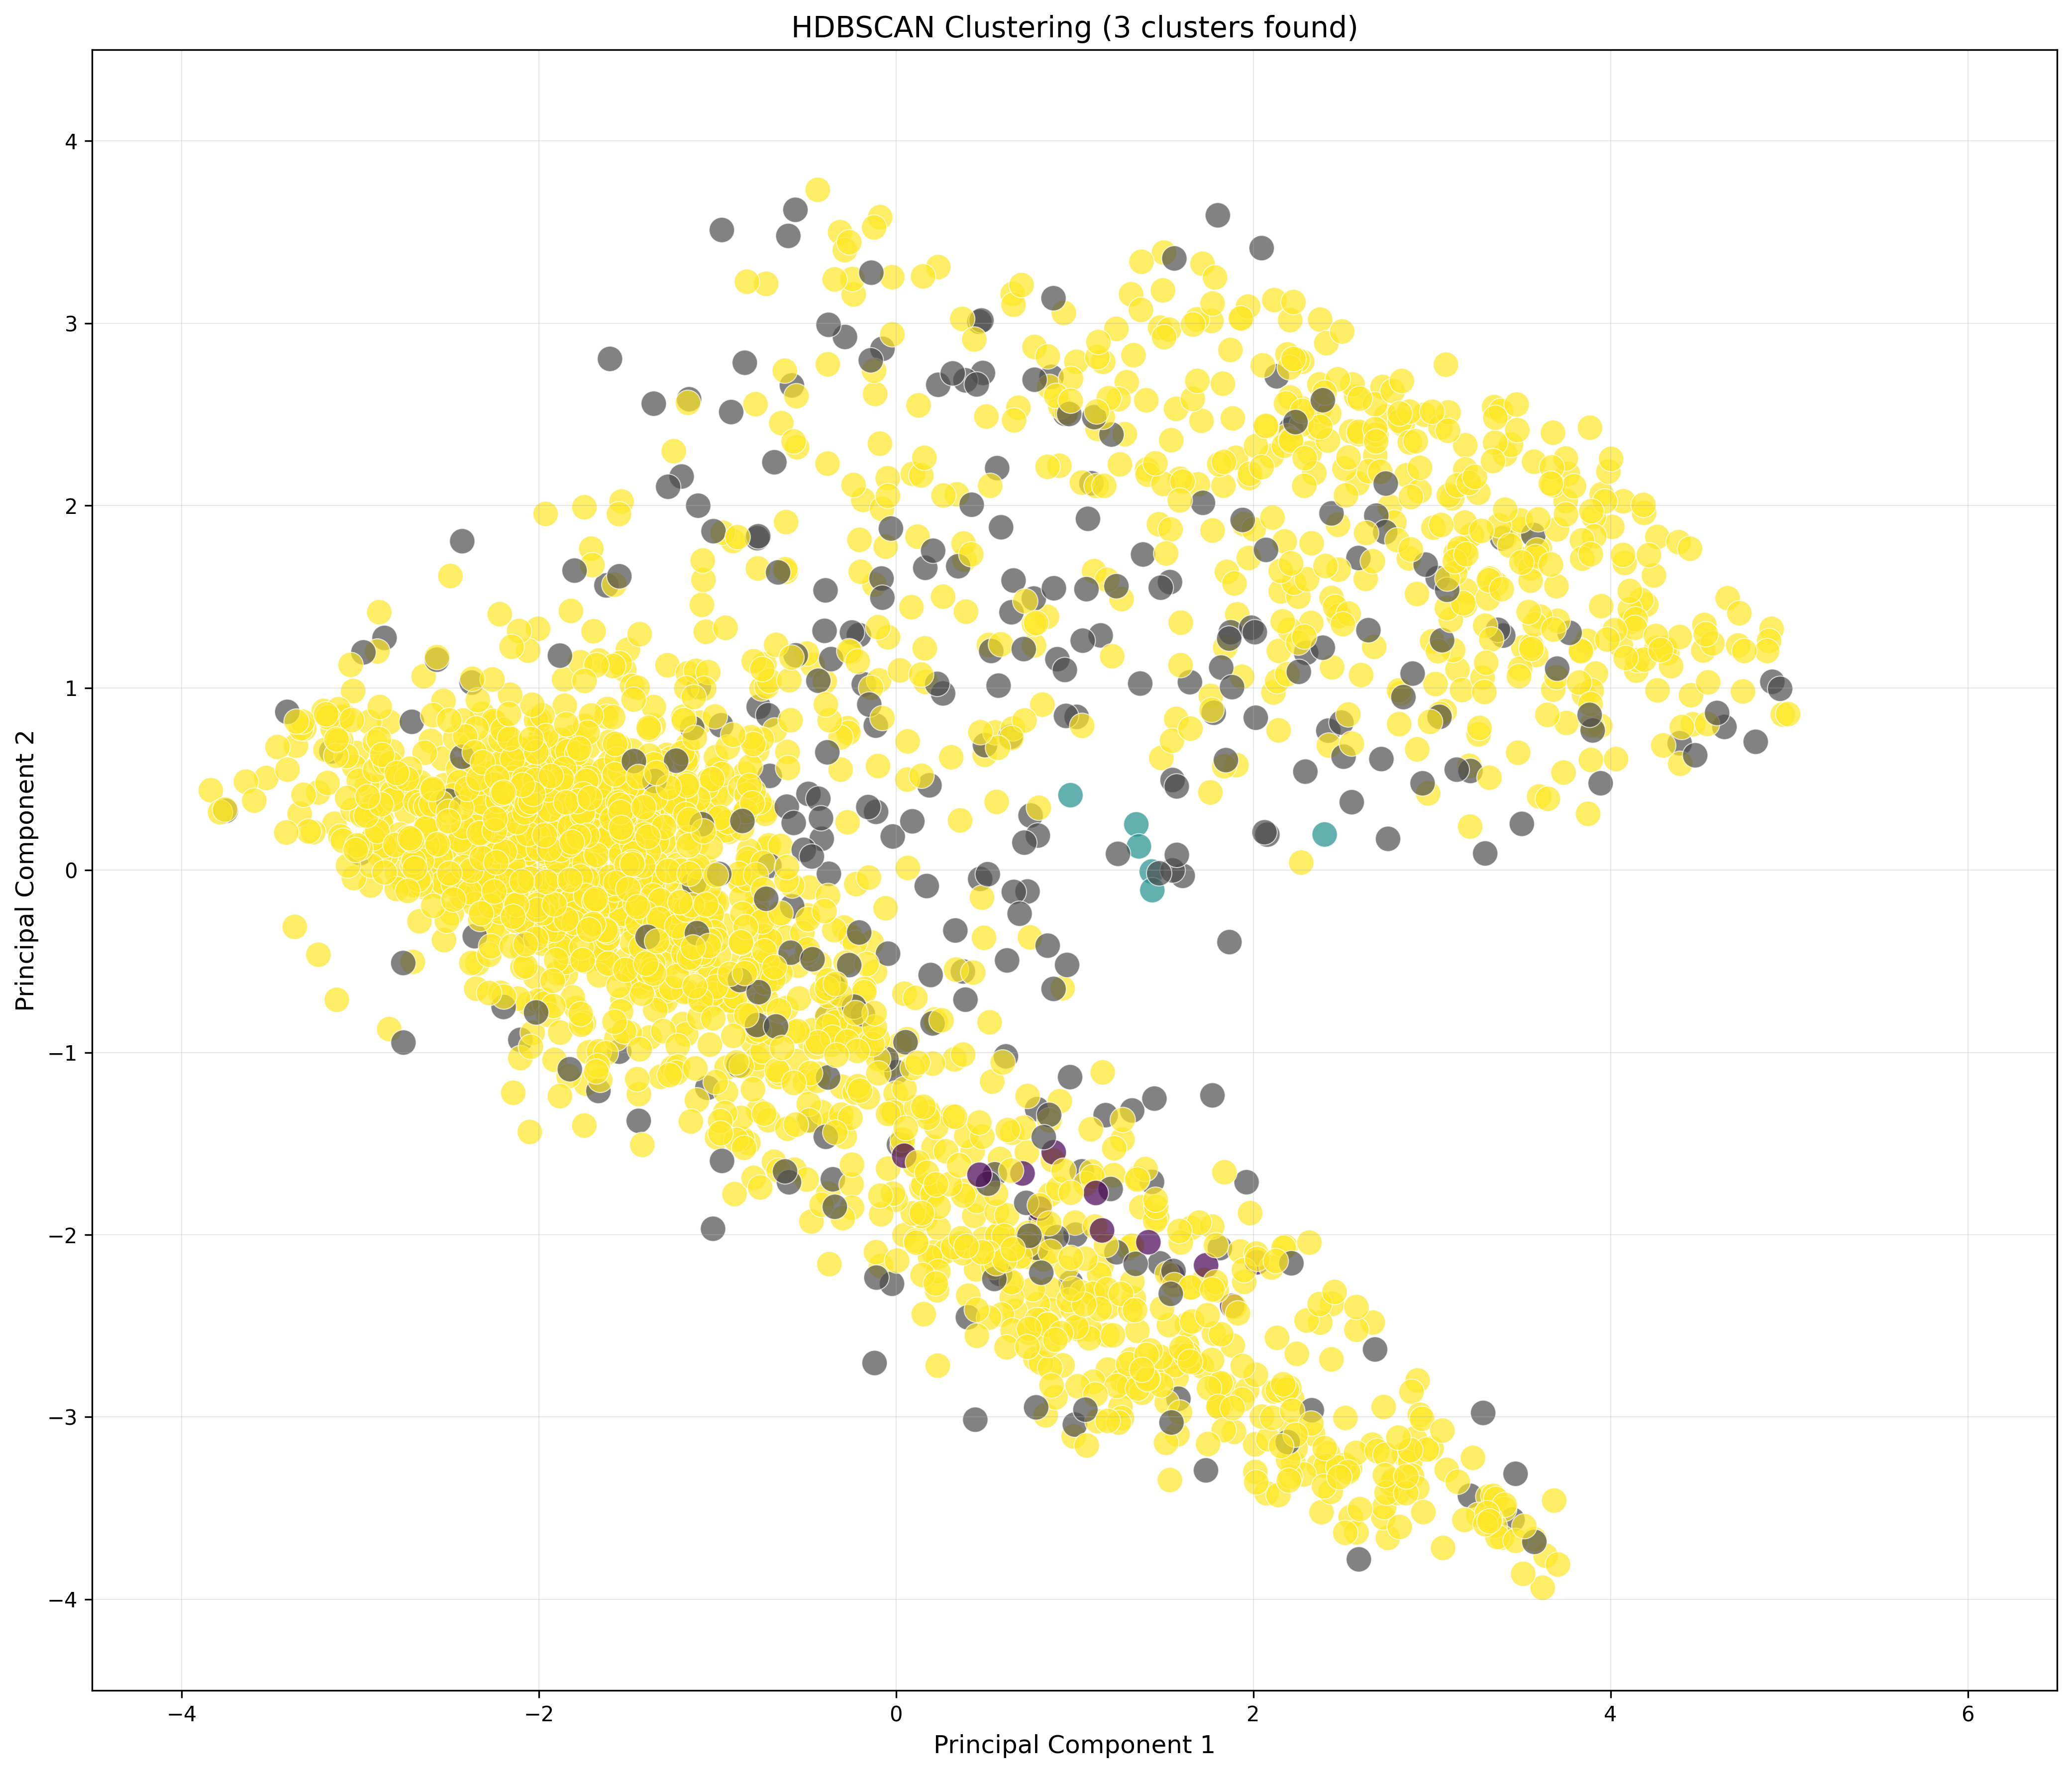 HDBSCAN Clustering (3 clusters found)
4
3
2
1
0
−1
−2
−3
−4
Principal Component 2
−4 −2 0 2 4 6
Principal Component 1